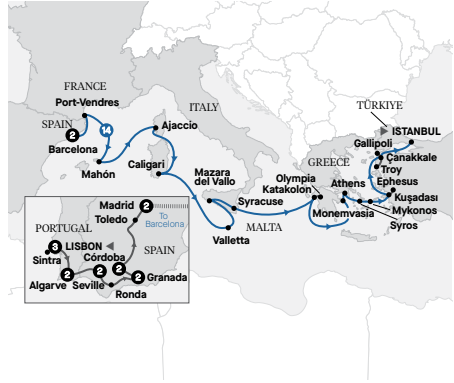 FRANCE
Port-Vendres
SPAIN
2
14
Barcelona
Mahón
Ajaccio
ITALY
Caligari
Mazara
del Vallo
Syracuse
MALTA
Valletta
TÜRKIYE
ISTANBUL
Gallipoli
Çanakkale
Troy
GREECE
Olympia
Katakolon
Athens
Ephesus
Kuşadası
Monemvasia
Mykonos
Syros
Madrid 2
Toledo
To
Barcelona
PORTUGAL
3 LISBON
Sintra
Córdoba
SPAIN
2
2
2
2
Granada
Algarve
Seville
Ronda